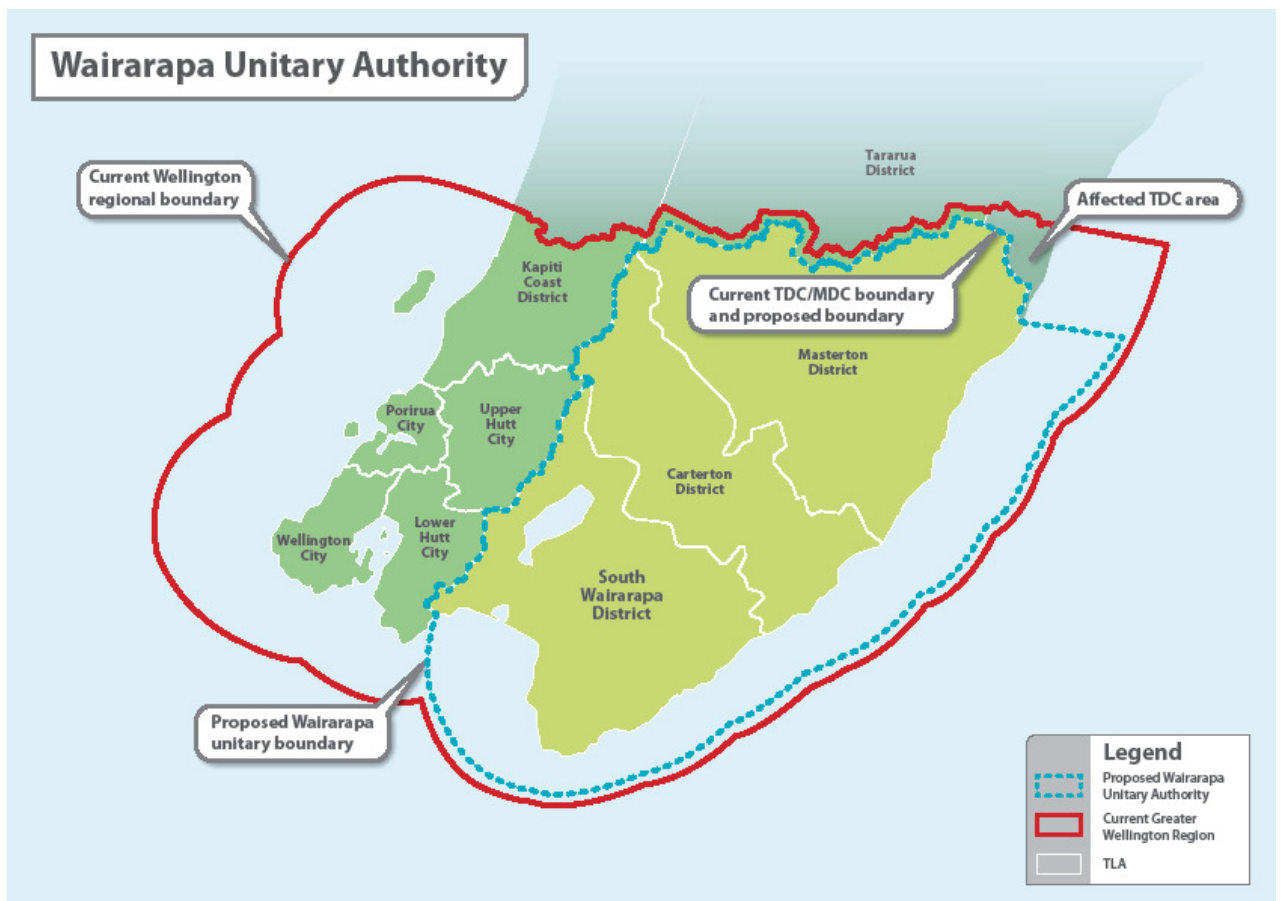 Wairarapa Unitary Authority
Current Wellington
regional boundary
Tararua
District
Affected TDC area
Kapiti
Coast
District
Current TDC/MDC boundary
and proposed boundary
Masterton
District
Porirua
City
Upper
Hutt
City
Carterton
District
Wellington
City
Lower
Hutt
City
South
Wairarapa
District
Proposed Wairarapa
unitary boundary
Legend
Proposed Wairarapa
Unitary Authority
Current Greater
Wellington Region
TLA